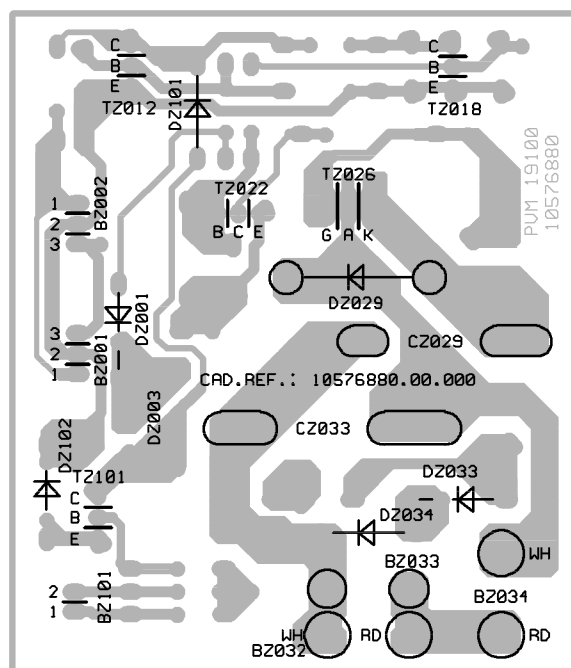 C
B
E
TZ012
DZ101
C
B
E
TZ018
PVM 19100
10576880
1
2
3
BZ002
TZ022
B C E
TZ026
G A K
DZ029
DZ001
3
2
1
BZ001
CZ029
CAD.REF.: 10576880.00.000
DZ003
CZ033
DZ102
TZ101
C
B
E
DZ033
DZ034
WH
BZ033
2
1
BZ101
BZ034
WH
BZ032
RD
RD